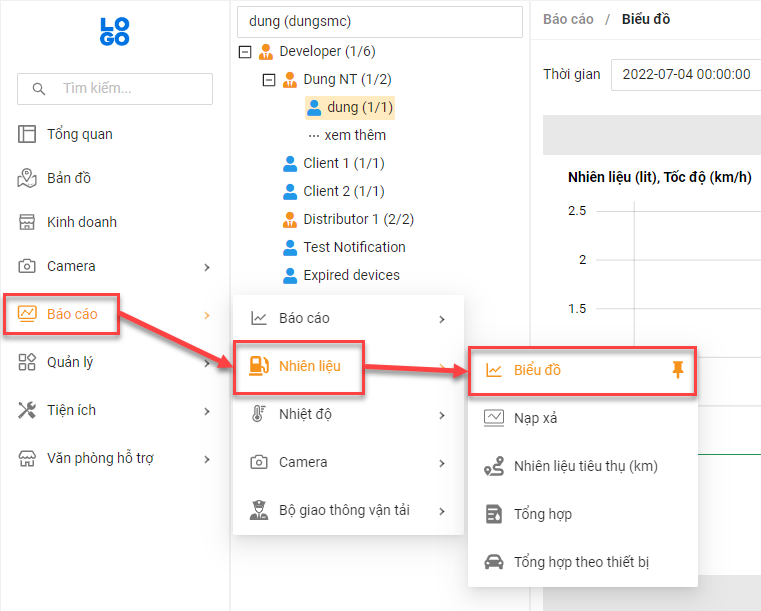 LO
GO
Tìm kiếm...
Tổng quan
Bản đồ
Kinh doanh
Camera
Báo cáo
Quản lý
Tiện ích
Văn phòng hỗ trợ
dung (dungsmc)
Developer (1/6)
Dung NT (1/2)
dung (1/1)
··· xem thêm
Client 1 (1/1)
Client 2 (1/1)
Distributor 1 (2/2)
Test Notification
Expired devices
Báo cáo
Nhiên liệu
Nhiệt độ
Camera
Bộ giao thông vận tải
Biểu đồ
Nạp xả
Nhiên liệu tiêu thụ (km)
Tổng hợp
Tổng hợp theo thiết bị
Báo cáo / Biểu đồ
Thời gian 2022-07-04 00:00:00
Nhiên liệu (lit), Tốc độ (km/h)
2.5
2
1.5